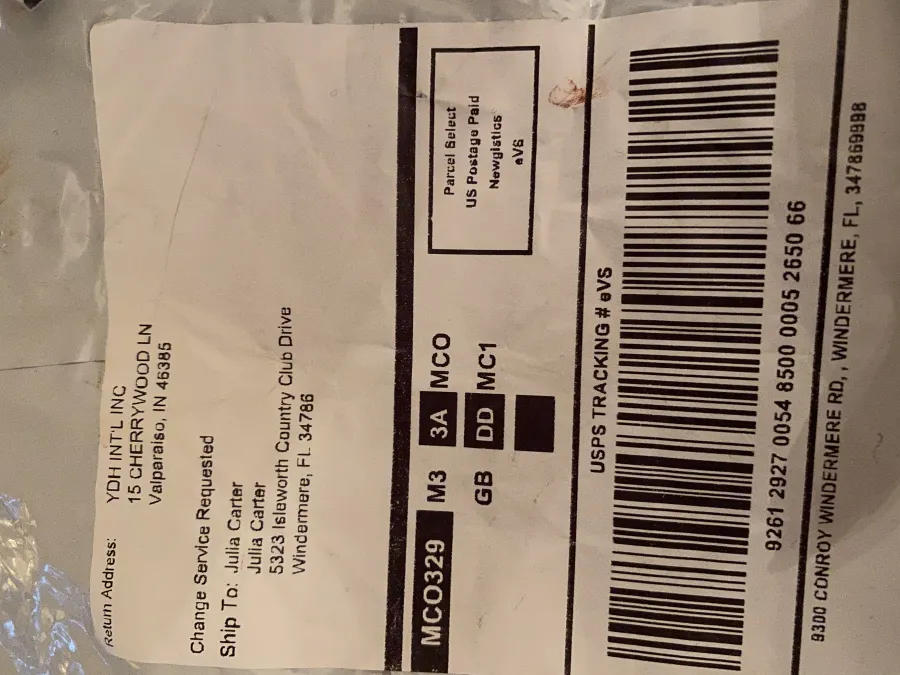 Return Address:
YDH INT'L INC
15 CHERRYWOOD LN
Valparaiso, IN 46385
Change Service Requested
Ship To: Julia Carter
Julia Carter
5323 Isleworth Country Club Drive
Windermere, FL 34786
MCO329 M3 3A MCO
GB DD MC1
Parcel Select
US Postage Paid
Newgistics
eVS
USPS TRACKING # eVS
9261 2927 0054 8500 0005 2650 66
9300 CONROY WINDERMERE RD, , WINDERMERE, FL, 347869998